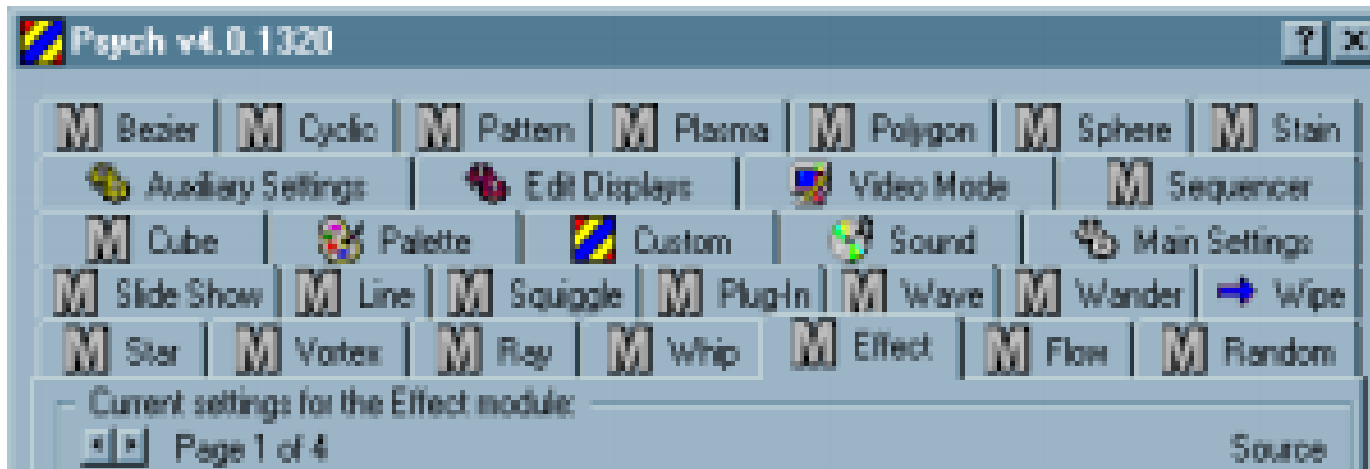 Psych v4.0.1320
Bezier Cyclic Pattern Plasma Polygon Sphere Stain
Auxiliary Settings Edit Displays Video Mode Sequencer
Cube Palette Custom Sound Main Settings
Slide Show Line Squiggle Plug-In Wave Wander Wipe
Star Vortex Ray Whip Effect Flow Random
Current settings for the Effect module:
Page 1 of 4 Source